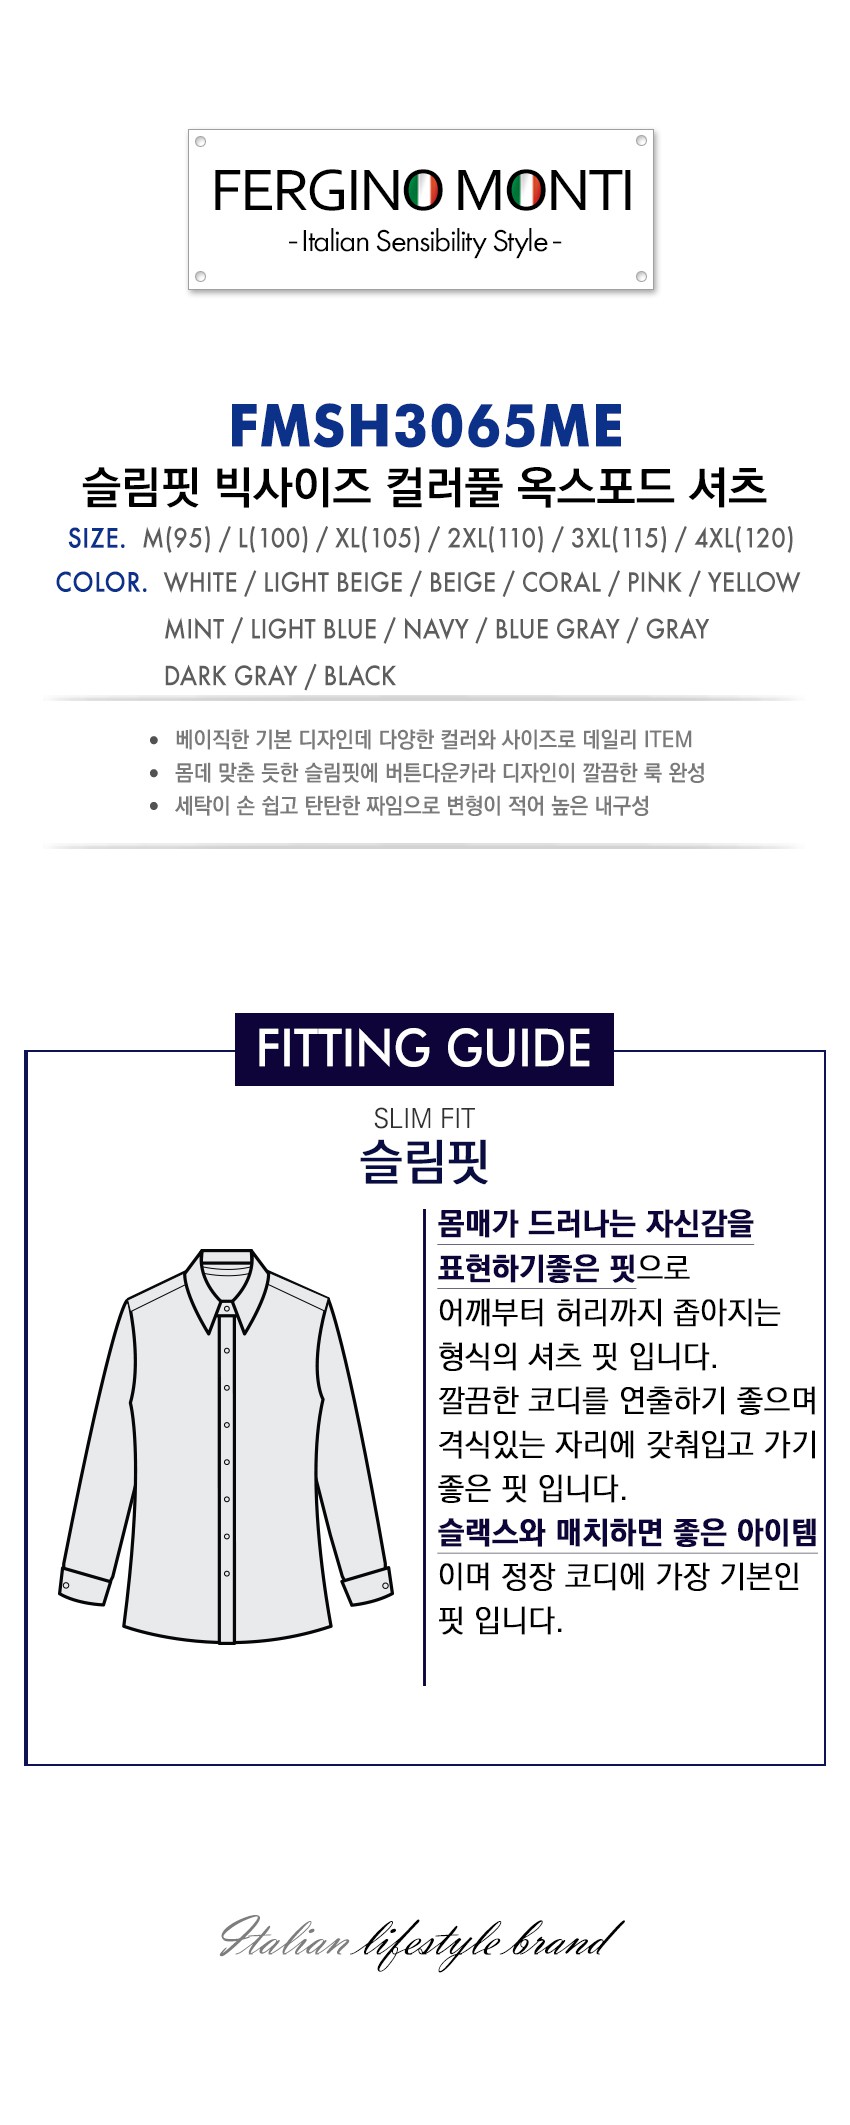 FERGINO MONTI
-Italian Sensibility Style-
FMSH3065ME
슬림핏 빅사이즈 컬러풀 옥스포드 셔츠
SIZE. M(95) / L(100) / XL(105) / 2XL(110) / 3XL(115) / 4XL(120)
COLOR. WHITE / LIGHT BEIGE / BEIGE / CORAL / PINK / YELLOW
MINT / LIGHT BLUE / NAVY / BLUE GRAY / GRAY
DARK GRAY / BLACK
• 베이직한 기본 디자인데 다양한 컬러와 사이즈로 데일리 ITEM
• 몸데 맞춘 듯한 슬림핏에 버튼다운카라 디자인이 깔끔한 룩 완성
• 세탁이 손 쉽고 탄탄한 짜임으로 변형이 적어 높은 내구성
FITTING GUIDE
SLIM FIT
슬림핏
몸매가 드러나는 자신감을
표현하기좋은 핏으로
어깨부터 허리까지 좁아지는
형식의 셔츠 핏 입니다.
깔끔한 코디를 연출하기 좋으며
격식있는 자리에 갖춰입고 가기
좋은 핏 입니다.
슬랙스와 매치하면 좋은 아이템
이며 정장 코디에 가장 기본인
핏 입니다.
Italian lifestyle brand